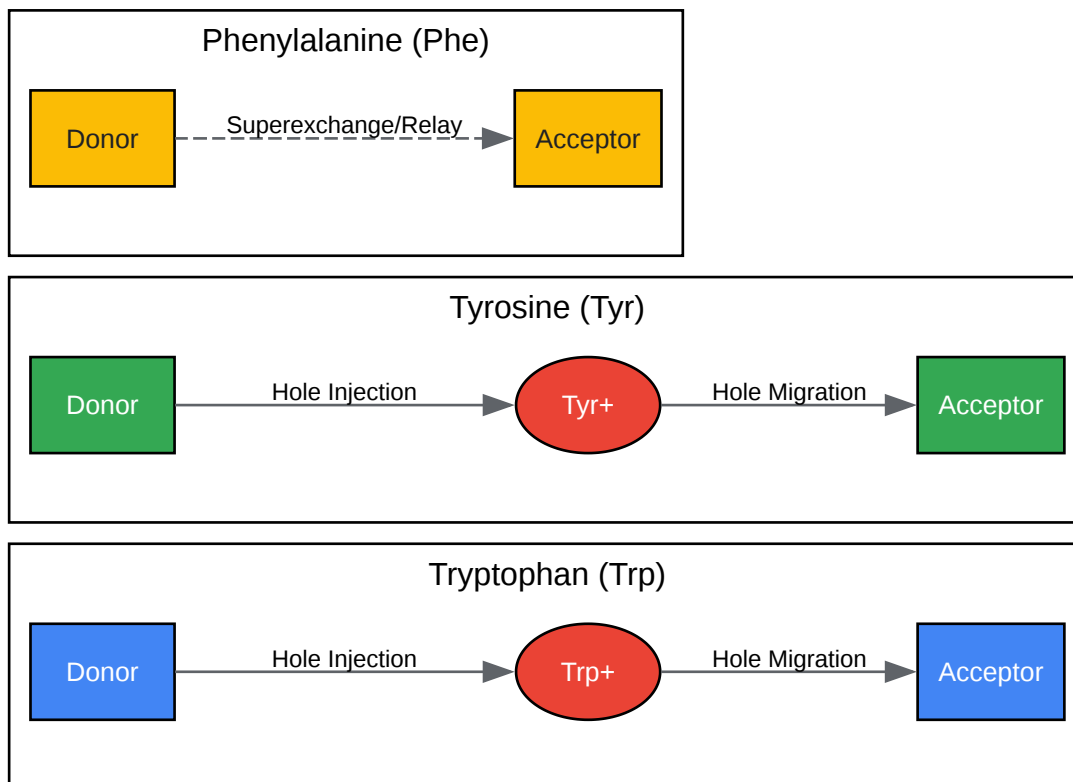 Phenylalanine (Phe)
Donor
Superexchange/Relay
Acceptor
Tyrosine (Tyr)
Donor
Hole Injection
Tyr+
Hole Migration
Acceptor
Tryptophan (Trp)
Donor
Hole Injection
Trp+
Hole Migration
Acceptor